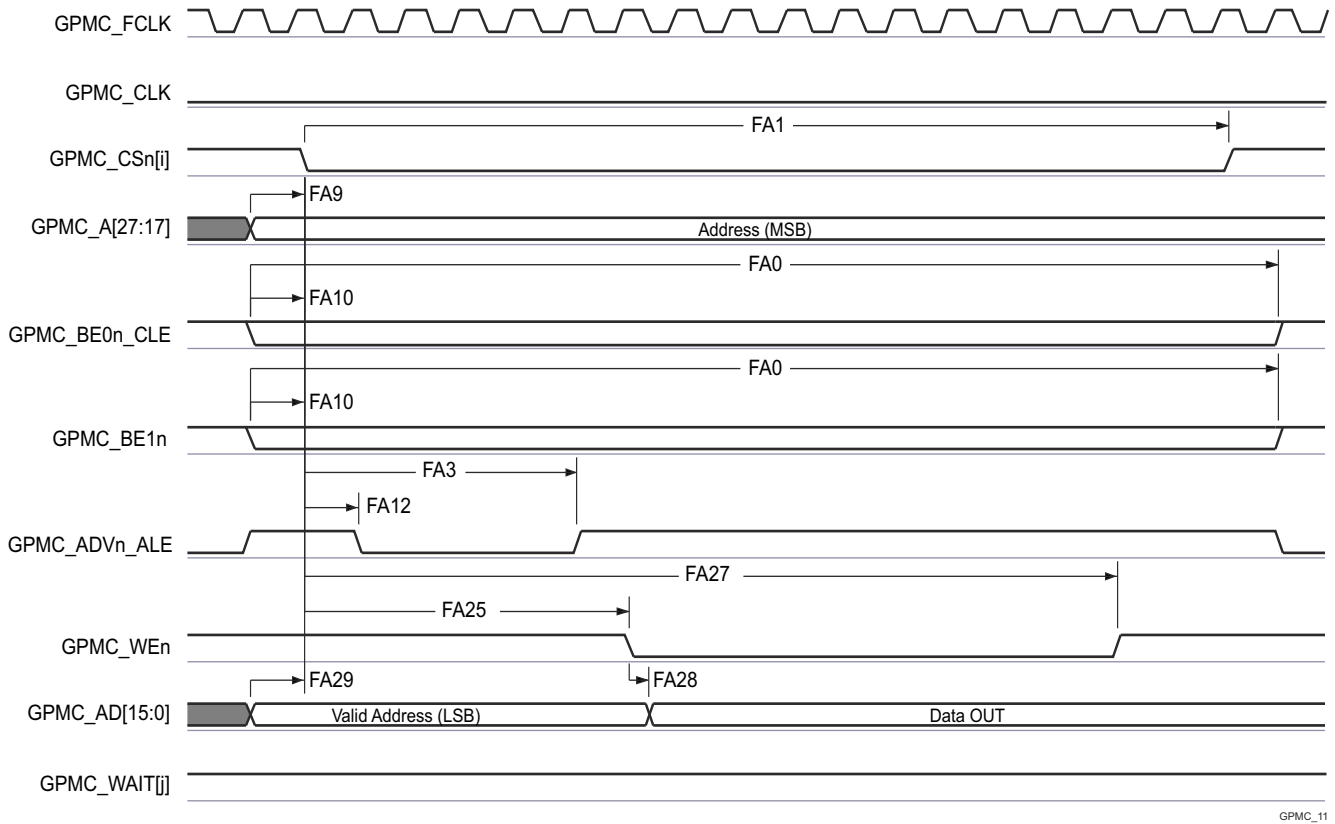 GPMC_FCLK
GPMC_CLK
FA1
GPMC_CSn[i]
FA9
GPMC_A[27:17]
Address (MSB)
FA0
FA10
GPMC_BE0n_CLE
FA0
FA10
GPMC_BE1n
FA3
FA12
GPMC_ADVn_ALE
FA27
FA25
GPMC_WEn
FA29
FA28
GPMC_AD[15:0]
Valid Address (LSB)
Data OUT
GPMC_WAIT[j]
GPMC_11